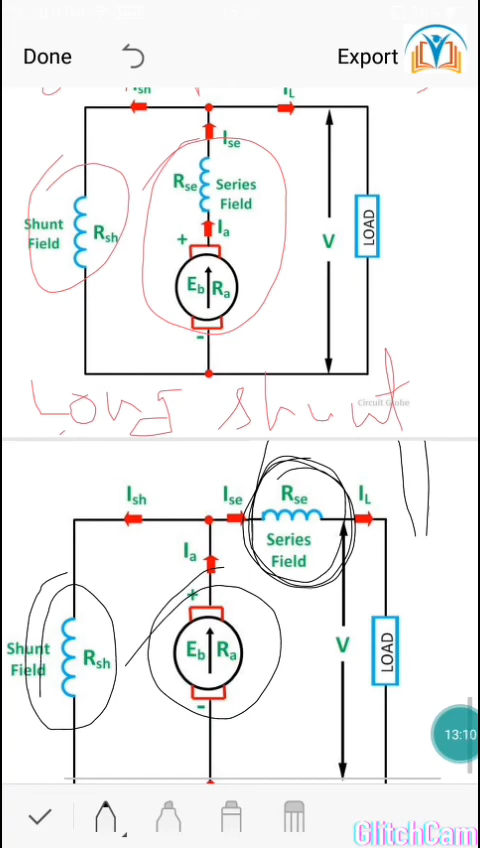 Done Export
Ish IL
Ise
Rse Series
Field
Shunt
Field Rsh
Ia
+
V
LOAD
Eb Ra
-
Circuit Globe
Long shunt
Ish Ise Rse IL
Series
Field
Ia
+
Shunt
Field Rsh
Eb Ra
V
LOAD
-
13:10
GlitchCam